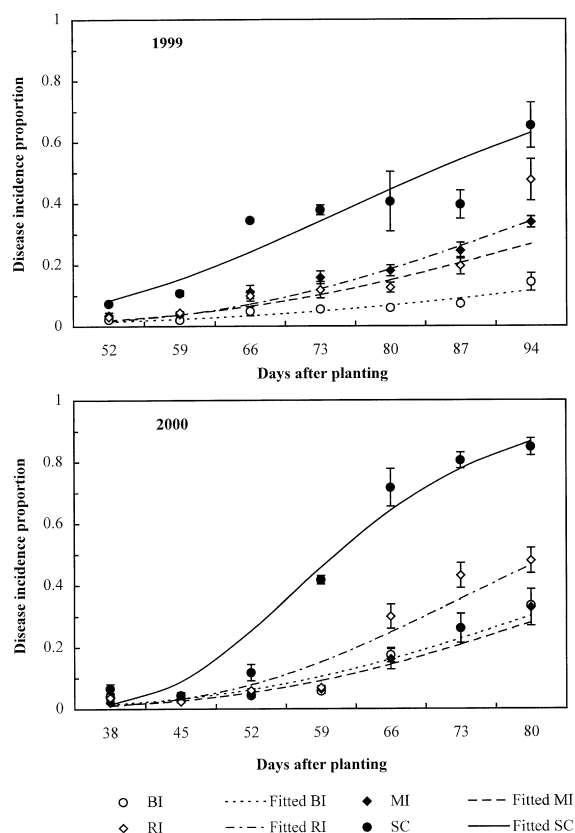 1
1999
0.8
0.6
0.4
0.2
0
52 59 66 73 80 87 94
Days after planting
Disease incidence proportion
1
2000
0.8
0.6
0.4
0.2
0
38 45 52 59 66 73 80
Days after planting
Disease incidence proportion
BI Fitted BI MI Fitted MI
RI Fitted RI SC Fitted SC